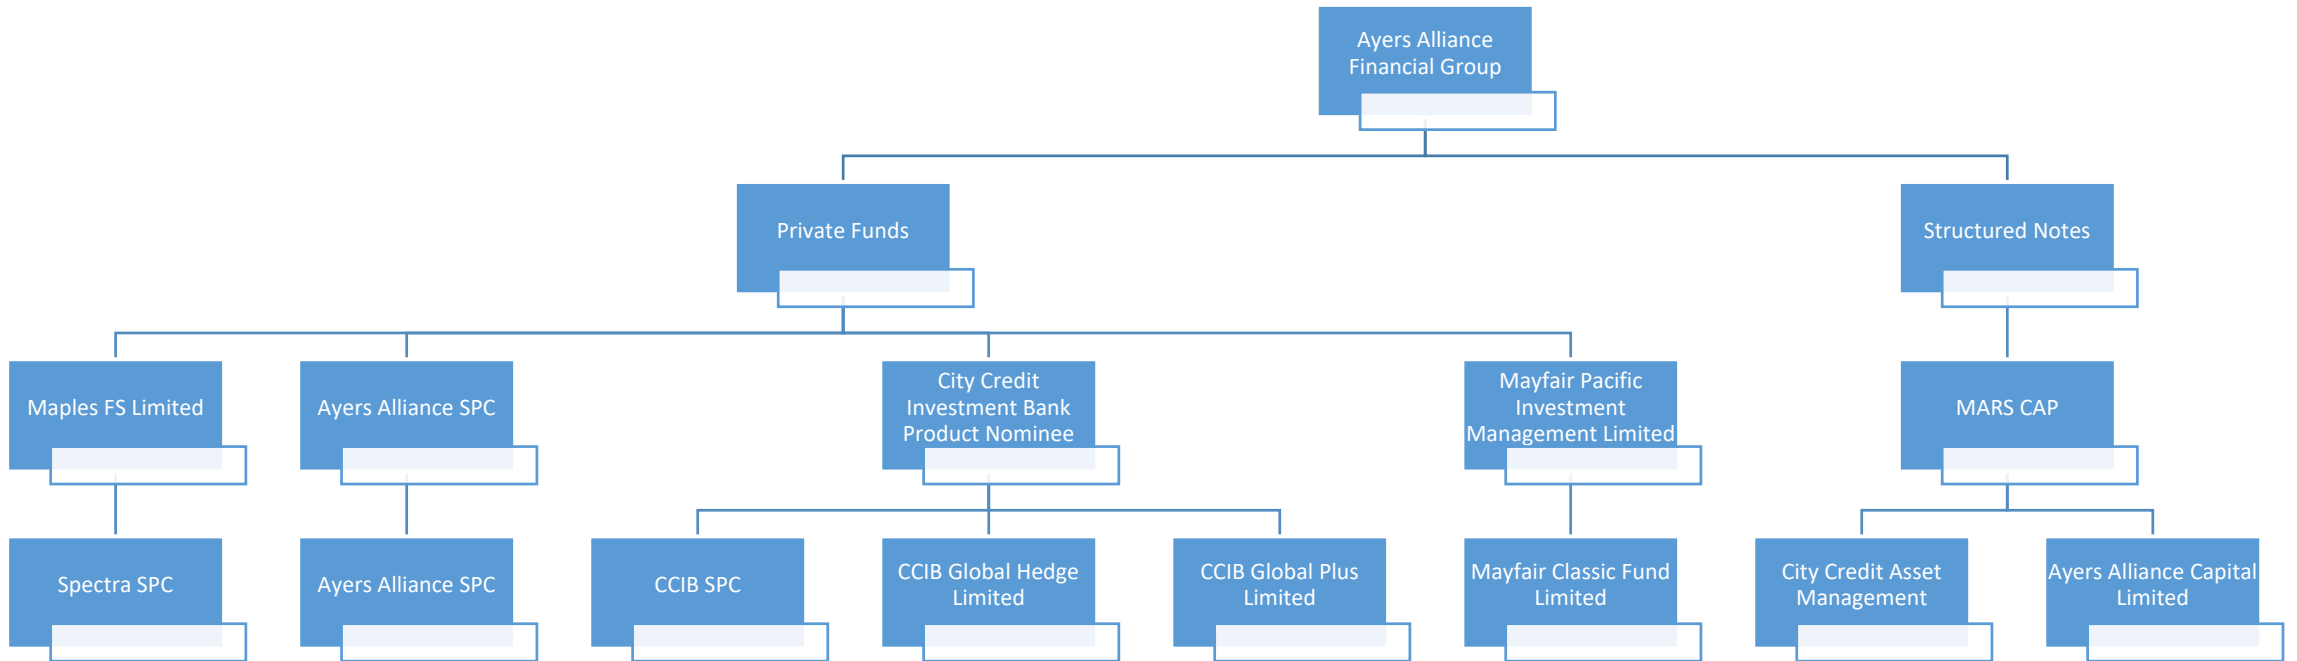 Ayers Alliance
Financial Group
Private Funds
Structured Notes
Maples FS Limited
Ayers Alliance SPC
City Credit
Investment Bank
Product Nominee
Mayfair Pacific
Investment
Management Limited
MARS CAP
Spectra SPC
Ayers Alliance SPC
CCIB SPC
CCIB Global Hedge
Limited
CCIB Global Plus
Limited
Mayfair Classic Fund
Limited
City Credit Asset
Management
Ayers Alliance Capital
Limited